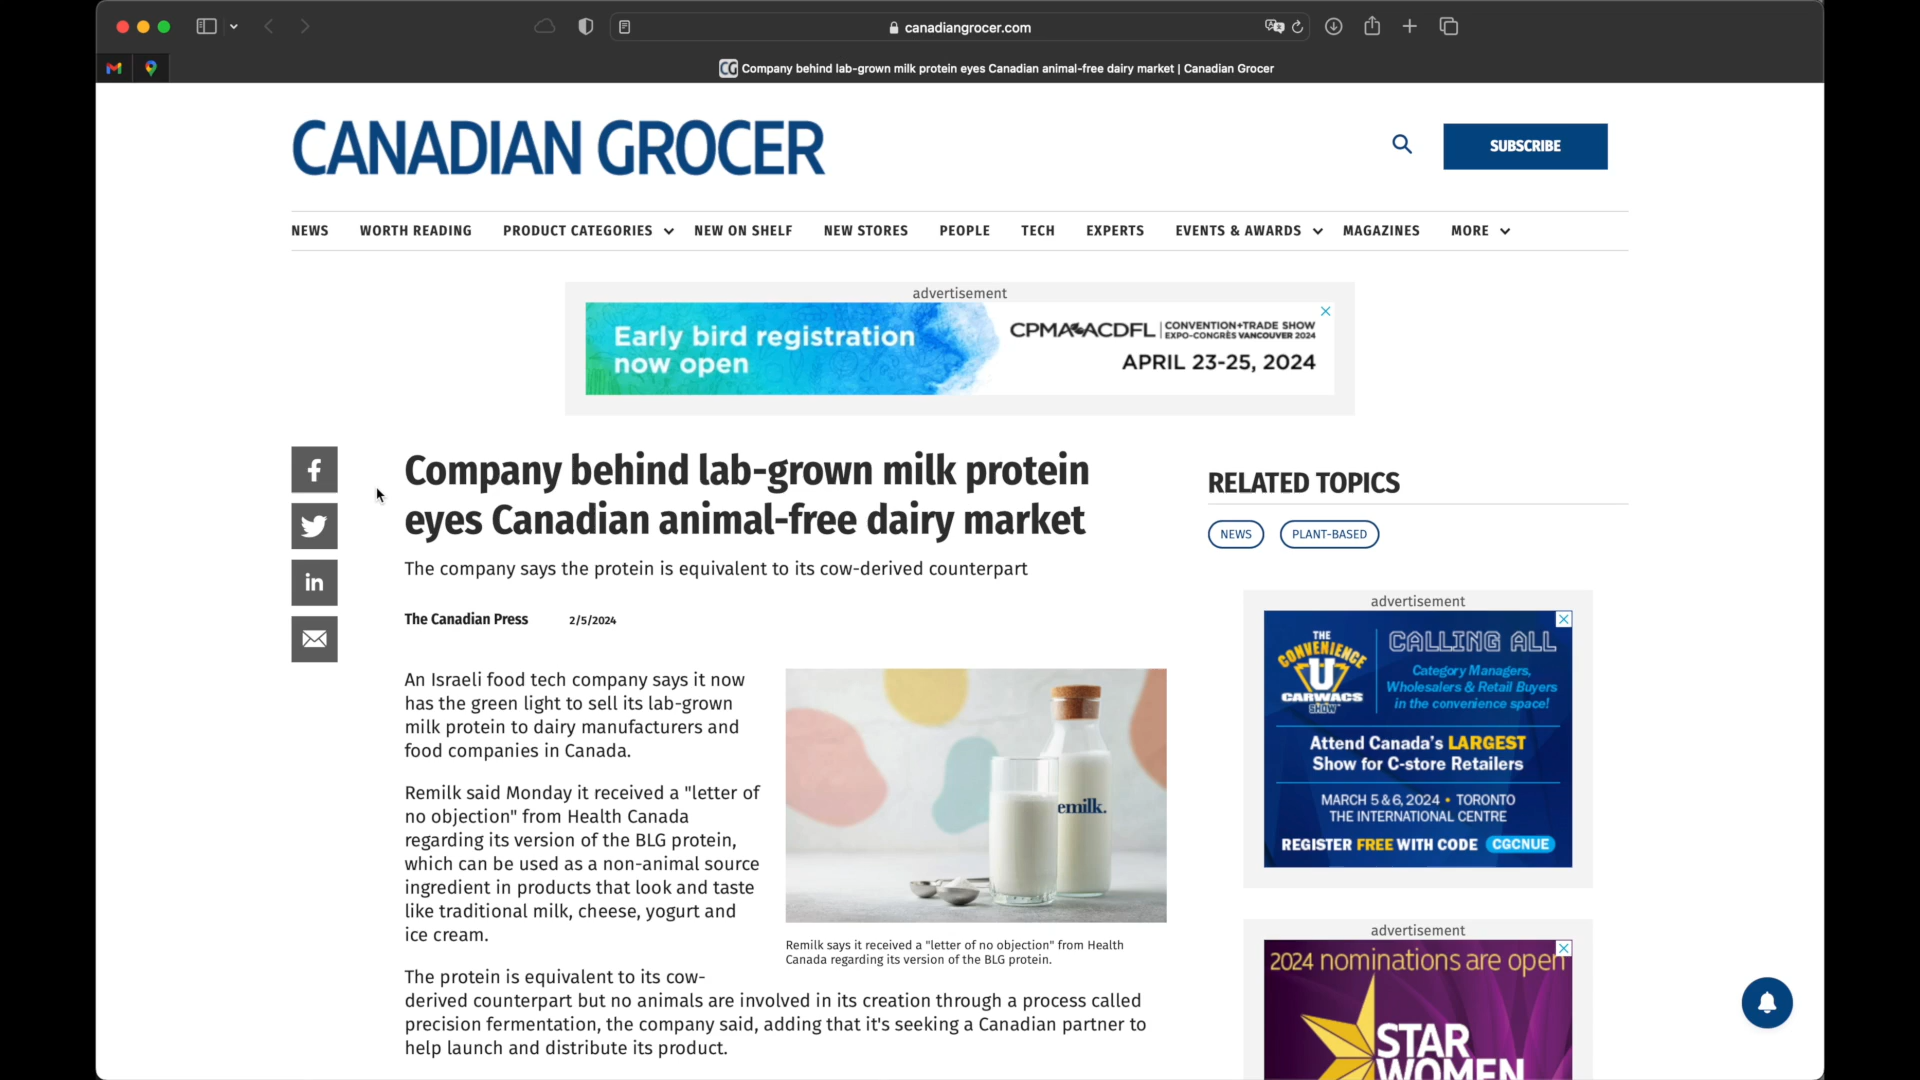 canadiangrocer.com
CG Company behind lab-grown milk protein eyes Canadian animal-free dairy market | Canadian Grocer
CANADIAN GROCER
SUBSCRIBE
NEWS WORTH READING PRODUCT CATEGORIES NEW ON SHELF NEW STORES PEOPLE TECH EXPERTS EVENTS & AWARDS MAGAZINES MORE
advertisement
Early bird registration
now open
CPMA ACDFL CONVENTION+TRADE SHOW
EXPO-CONGRÈS VANCOUVER 2024
APRIL 23-25, 2024
Company behind lab-grown milk protein
eyes Canadian animal-free dairy market
The company says the protein is equivalent to its cow-derived counterpart
The Canadian Press 2/5/2024
An Israeli food tech company says it now
has the green light to sell its lab-grown
milk protein to dairy manufacturers and
food companies in Canada.
Remilk said Monday it received a "letter of
no objection" from Health Canada
regarding its version of the BLG protein,
which can be used as a non-animal source
ingredient in products that look and taste
like traditional milk, cheese, yogurt and
ice cream.
emilk.
Remilk says it received a "letter of no objection" from Health
Canada regarding its version of the BLG protein.
The protein is equivalent to its cow-
derived counterpart but no animals are involved in its creation through a process called
precision fermentation, the company said, adding that it's seeking a Canadian partner to
help launch and distribute its product.
RELATED TOPICS
NEWS PLANT-BASED
advertisement
THE
CONVENIENCE
U
CARWACS
SHOW
CALLING ALL
Category Managers,
Wholesalers & Retail Buyers
in the convenience space!
Attend Canada's LARGEST
Show for C-store Retailers
MARCH 5 & 6, 2024 • TORONTO
THE INTERNATIONAL CENTRE
REGISTER FREE WITH CODE CGCNUE
advertisement
2024 nominations are open
STAR
WOMEN